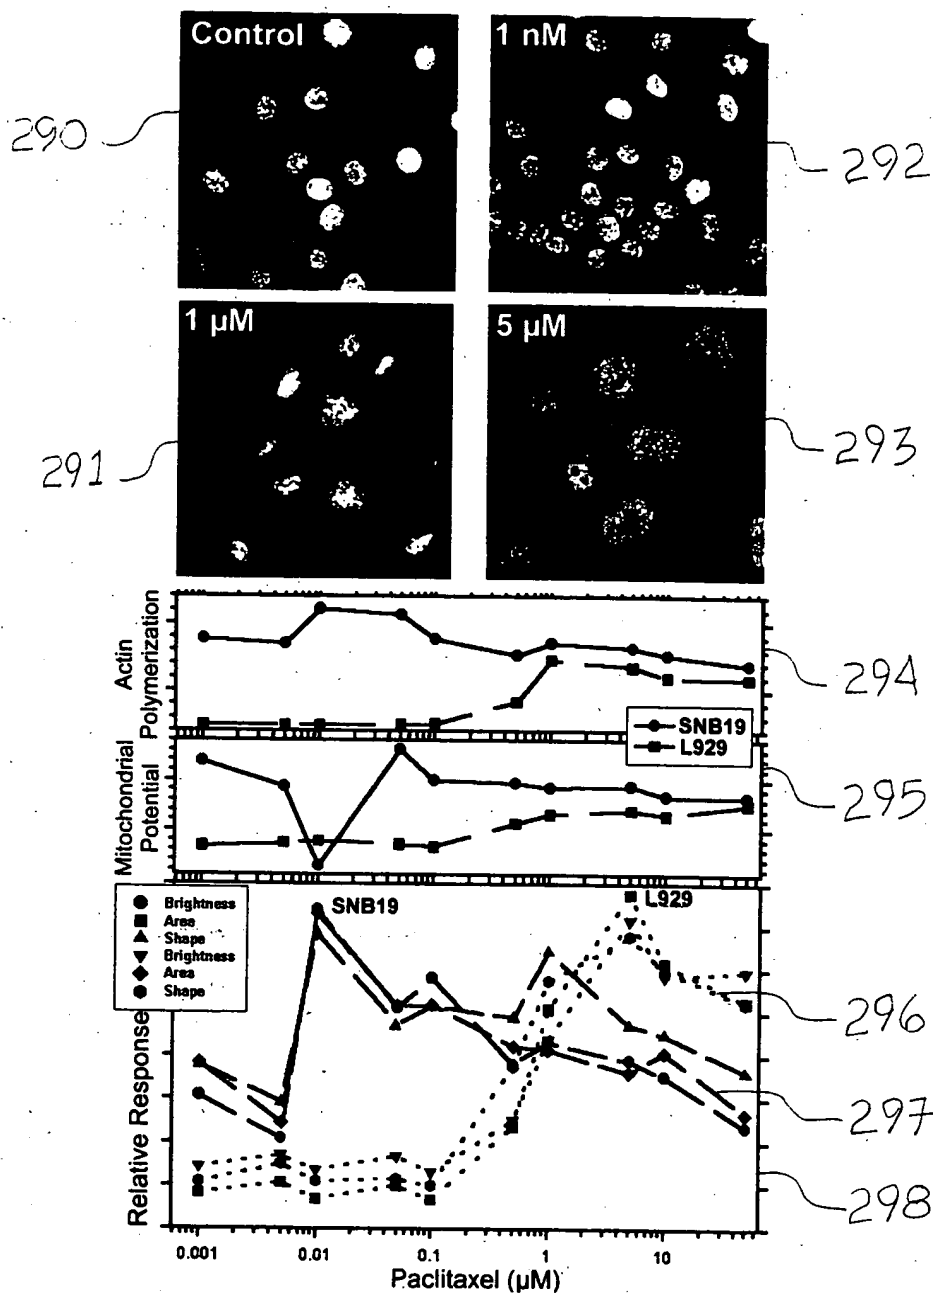 Control
1 nM
290
292
1 µM
5 µM
291
293
Actin
Polymerization
294
SNB19
L929
Mitochondrial
Potential
295
Brightness
Area
Shape
Brightness
Area
Shape
SNB19
L929
296
Relative Response
297
298
0.001
0.01
0.1
1
10
Paclitaxel (µM)